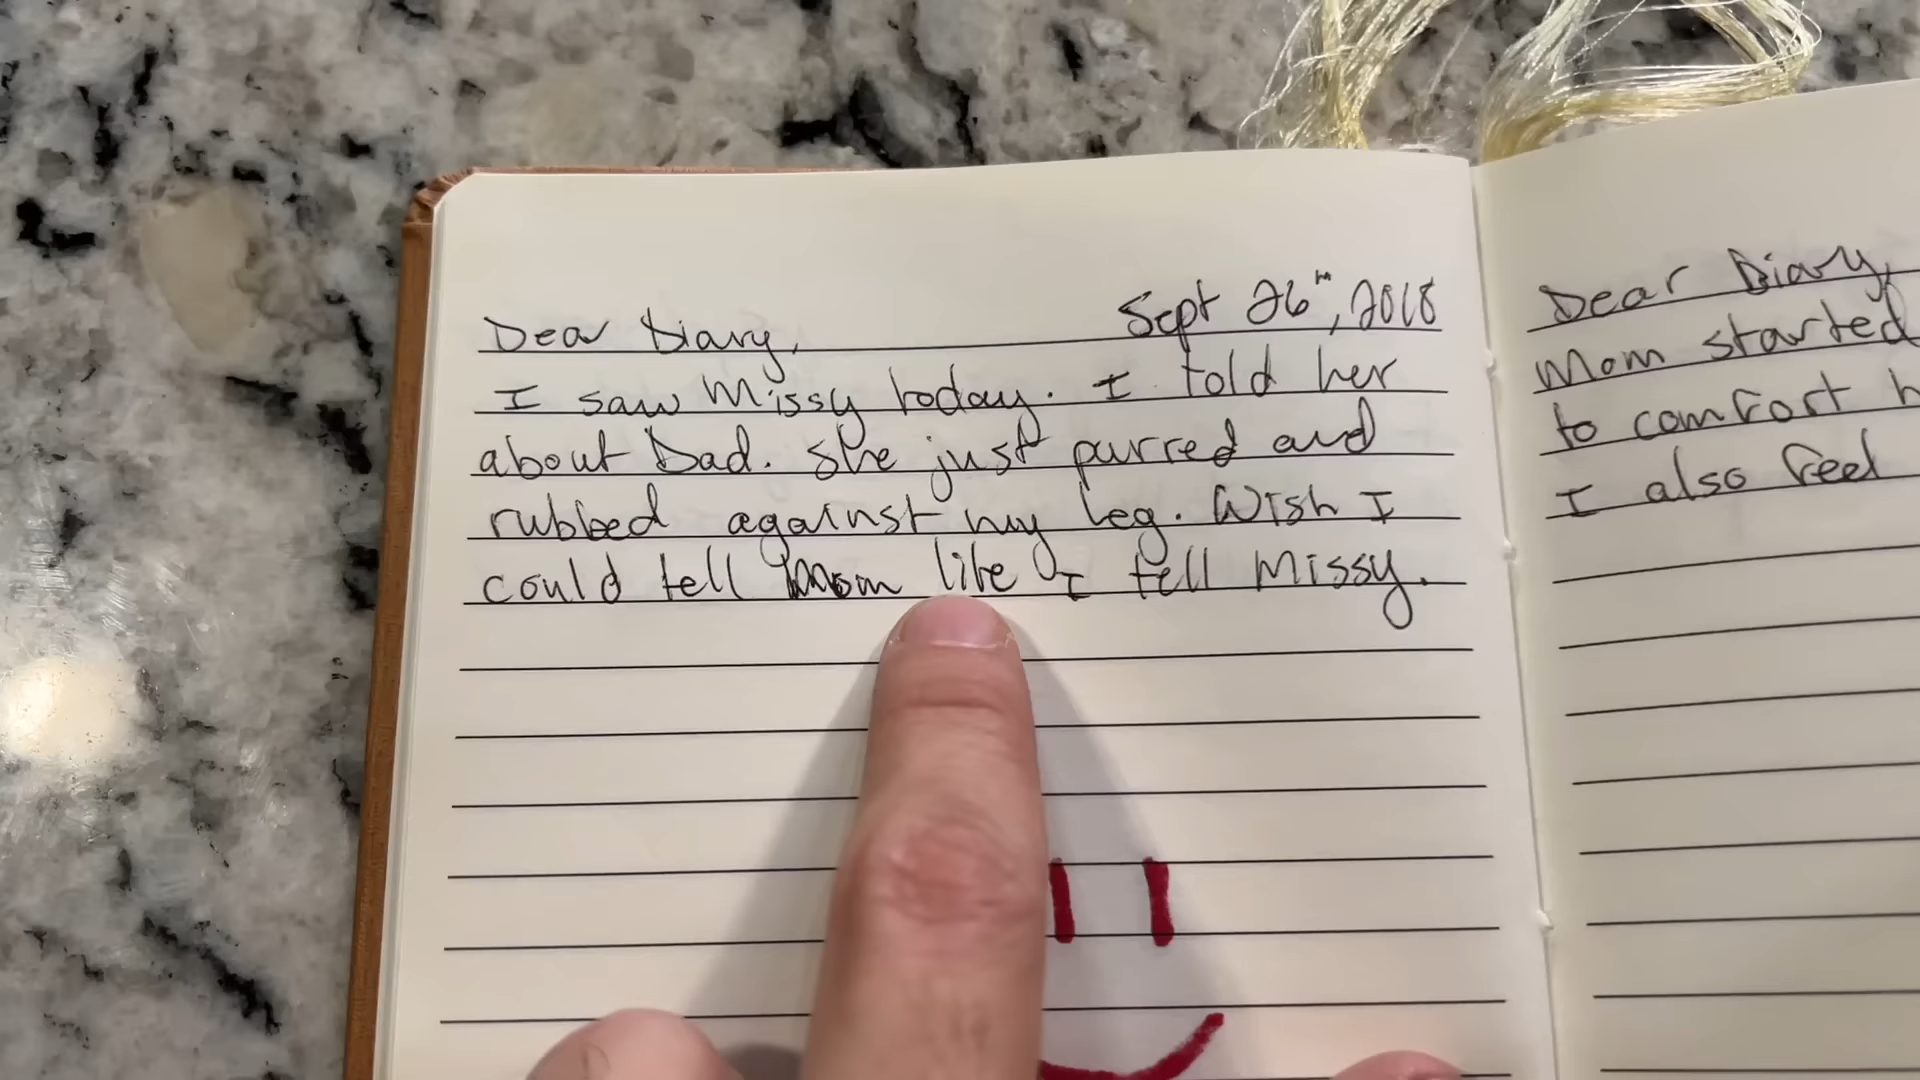 Dear Diary,
Sept 26th, 2018
I saw Missy today. I told her
about Dad. She just purred and
rubbed against my leg. Wish I
could tell Mom like I tell Missy.
Dear Diary,
Mom started
to comfort h
I also feel